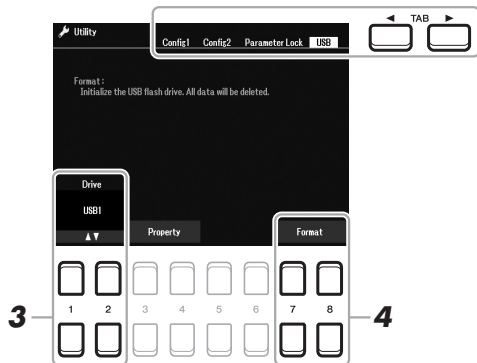 ◀ TAB ▶
Utility
Config1 Config2 Parameter Lock USB
Format :
Initialize the USB flash drive. All data will be deleted.
Drive
USB1
▲▼ Property Format
1 2 3 4 5 6 7 8
3 4